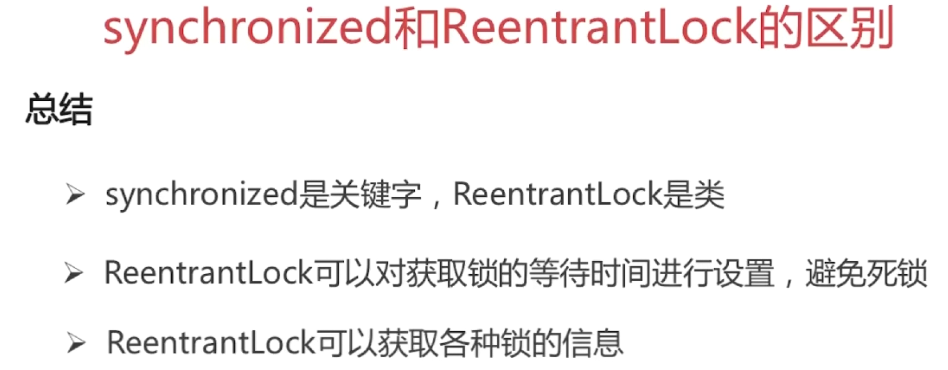 synchronized和ReentrantLock的区别
总结
➢ synchronized是关键字，ReentrantLock是类
➢ ReentrantLock可以对获取锁的等待时间进行设置，避免死锁
➢ ReentrantLock可以获取各种锁的信息